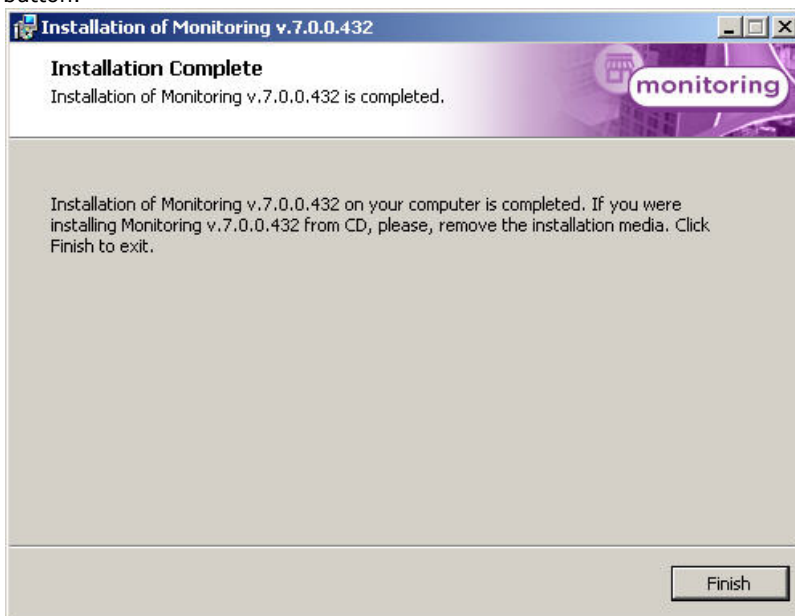 button.
Installation of Monitoring v.7.0.0.432
Installation Complete
Installation of Monitoring v.7.0.0.432 is completed.
monitoring
Installation of Monitoring v.7.0.0.432 on your computer is completed. If you were
installing Monitoring v.7.0.0.432 from CD, please, remove the installation media. Click
Finish to exit.
Finish